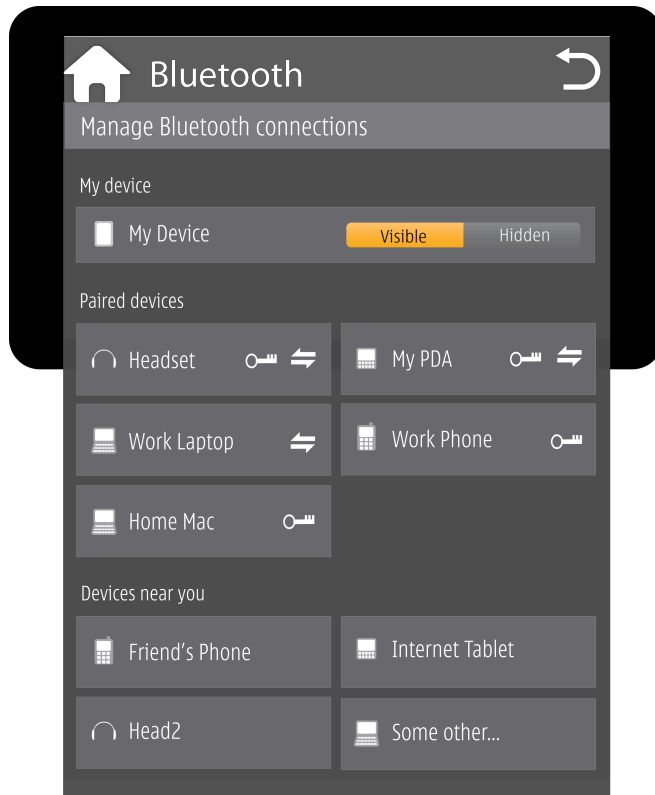 Bluetooth
Manage Bluetooth connections
My device
My Device
Visible
Hidden
Paired devices
Headset
My PDA
Work Laptop
Work Phone
Home Mac
Devices near you
Friend’s Phone
Internet Tablet
Head2
Some other...